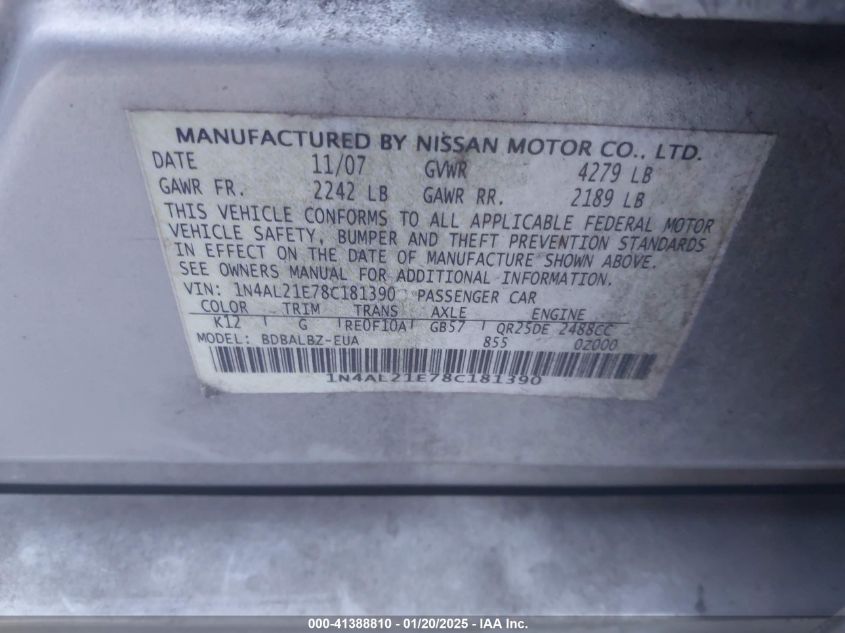 MANUFACTURED BY NISSAN MOTOR CO., LTD.
DATE 11/07 GVWR 4279 LB
GAWR FR. 2242 LB GAWR RR. 2189 LB
THIS VEHICLE CONFORMS TO ALL APPLICABLE FEDERAL MOTOR
VEHICLE SAFETY, BUMPER AND THEFT PREVENTION STANDARDS
IN EFFECT ON THE DATE OF MANUFACTURE SHOWN ABOVE.
SEE OWNERS MANUAL FOR ADDITIONAL INFORMATION.
VIN: 1N4AL21E78C181390 PASSENGER CAR
COLOR TRIM TRANS AXLE ENGINE
K12 G RE0F10A GB57 QR25DE 2488CC
MODEL: BDBALBZ-EUA 855 0Z000
1N4AL21E78C181390
000-41388810 / 01/20/2025 - IAA Inc.